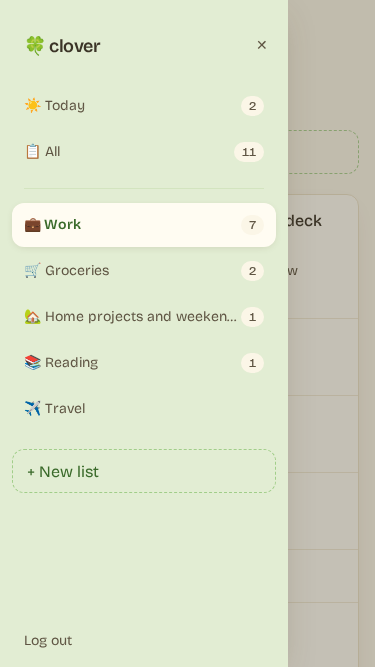 clover
×
Today 2
All 11
Work 7
deck
Groceries 2
w
Home projects and weeken... 1
Reading 1
Travel
+ New list
Log out